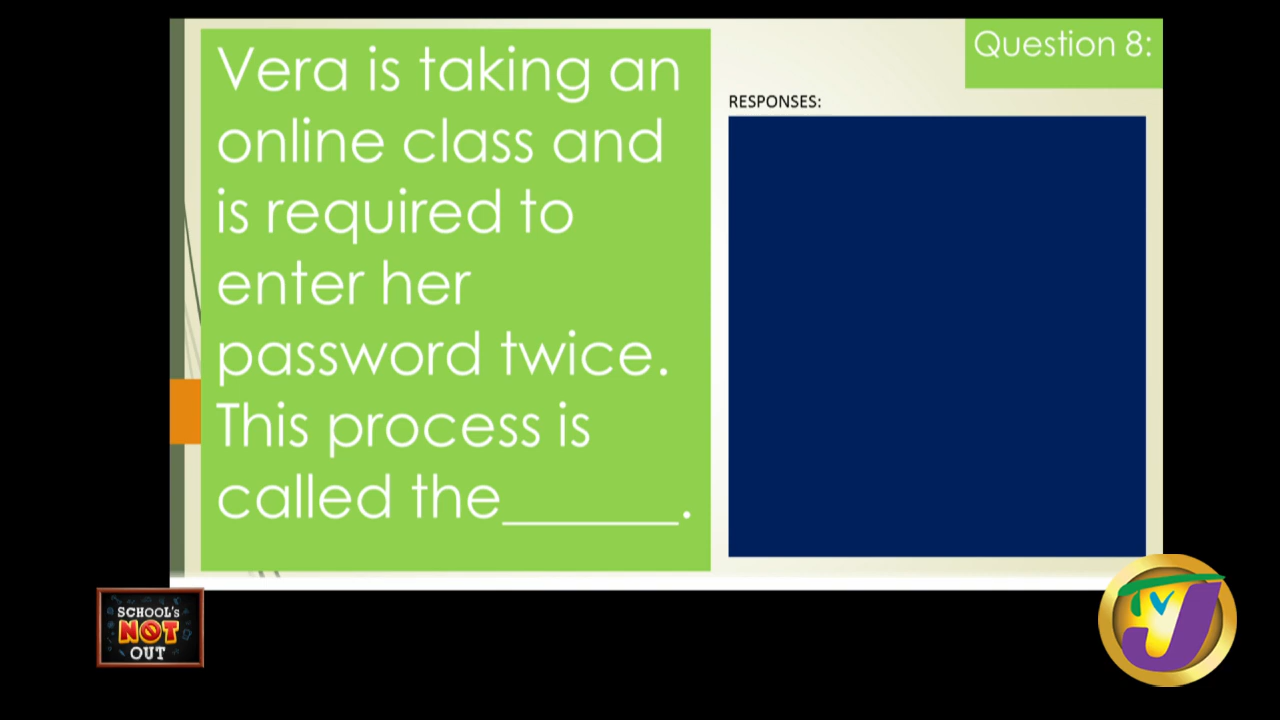 Question 8:
Vera is taking an
online class and
is required to
enter her
password twice.
This process is
called the_______.
RESPONSES:
SCHOOL's
NOT
OUT
TVJ